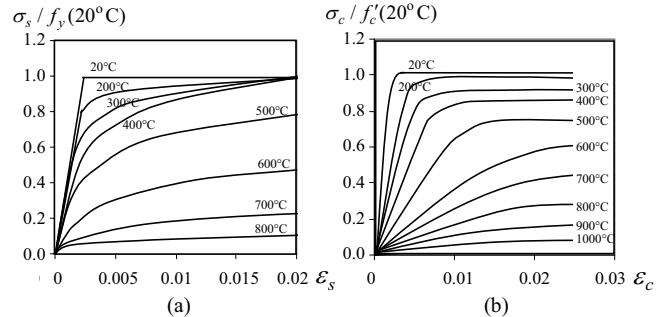 σs / fy(20°C)
1.2
1.0
0.8
0.6
0.4
0.2
0.0
20°C
200°C
300°C
400°C
500°C
600°C
700°C
800°C
0
0.005
0.01
0.015
0.02
εs
(a)
σc / f′c(20°C)
1.2
1.0
0.8
0.6
0.4
0.2
0.0
20°C
200°C
300°C
400°C
500°C
600°C
700°C
800°C
900°C
1000°C
0
0.01
0.02
0.03
εc
(b)